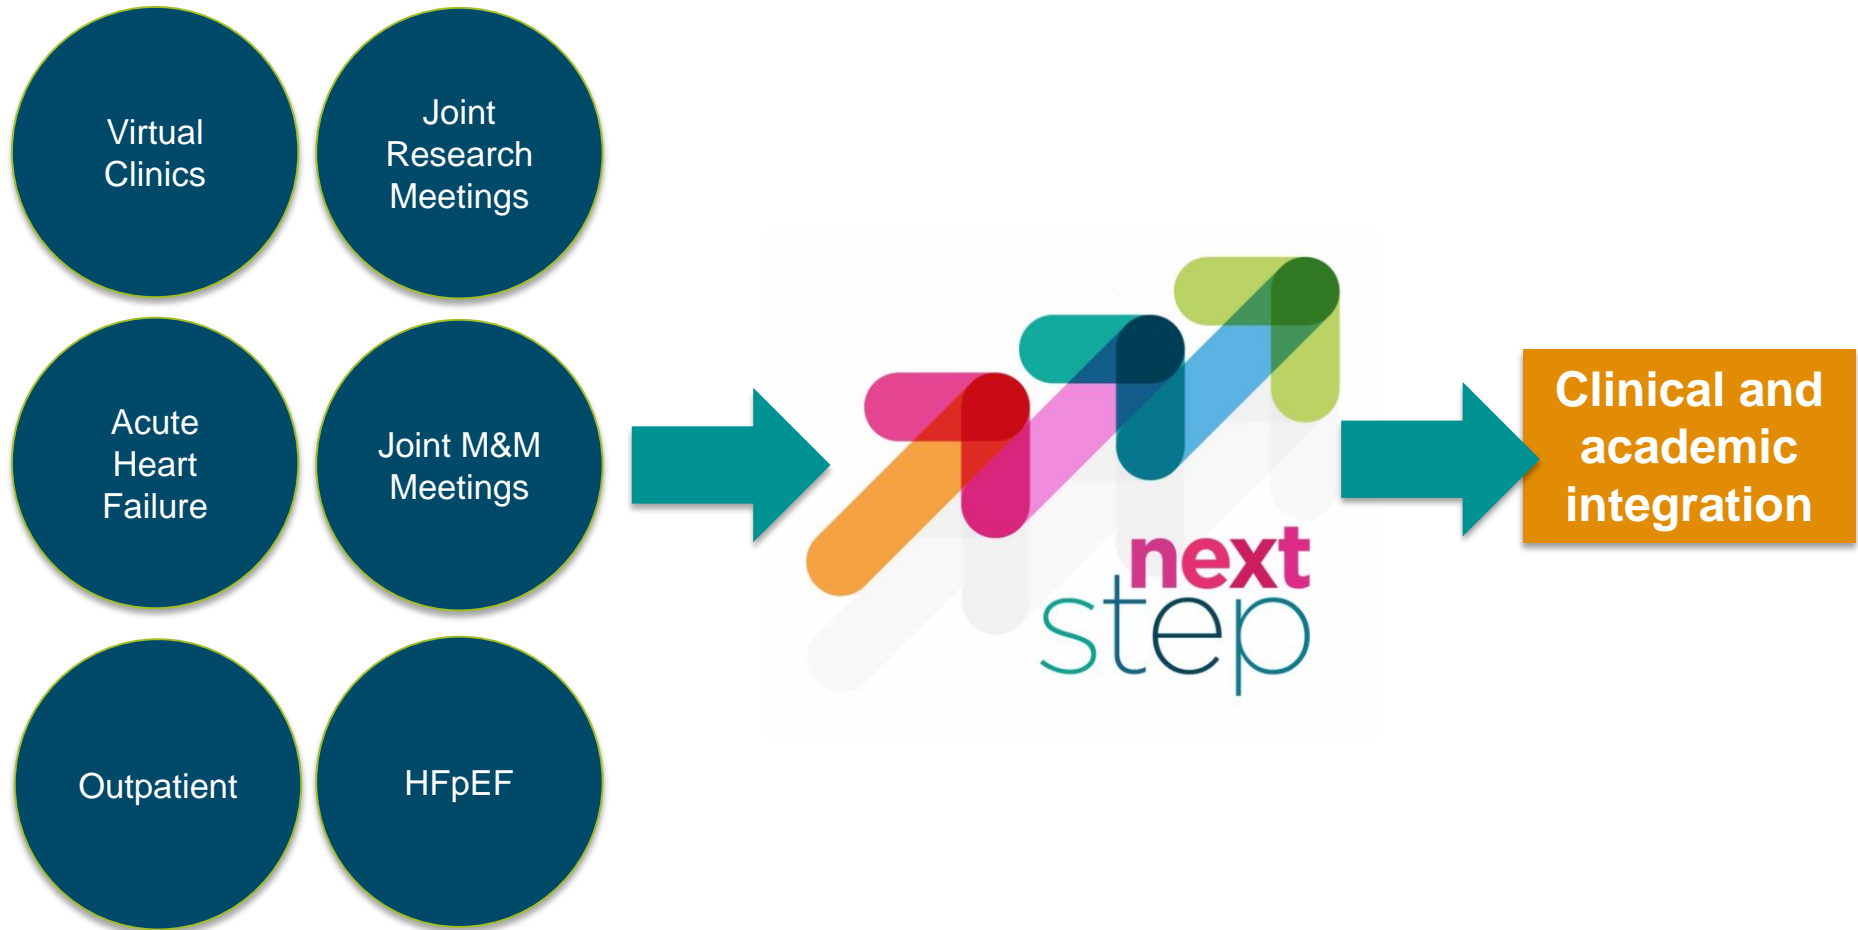 Virtual
Clinics
Joint
Research
Meetings
Acute
Heart
Failure
Joint M&M
Meetings
Outpatient
HFpEF
next
step
Clinical and
academic
integration